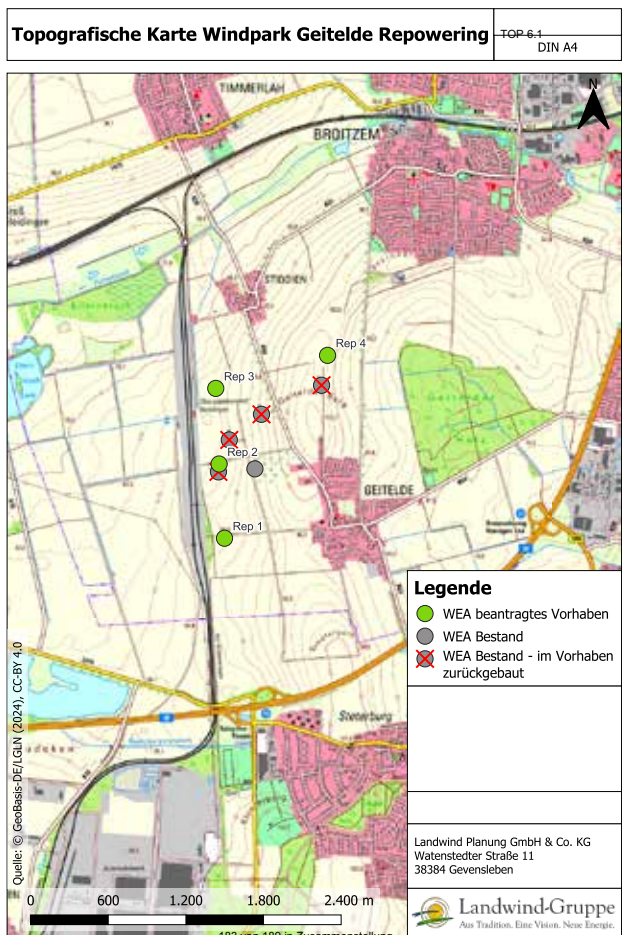 Topografische Karte Windpark Geitelde Repowering
TOP 6.1
DIN A4
N
TIMMERLAH
BROITZEM
STIDDIEN
Rep 4
Rep 3
Rep 2
GEITELDE
Rep 1
Steterburg
Legende
WEA beantragtes Vorhaben
WEA Bestand
WEA Bestand - im Vorhaben
zurückgebaut
Quelle: © GeoBasis-DE/LGLN (2024), CC-BY 4.0
Landwind Planung GmbH & Co. KG
Watenstedter Straße 11
38384 Gevensleben
Landwind-Gruppe
Aus Tradition. Eine Vision. Neue Energie.
0 600 1.200 1.800 2.400 m